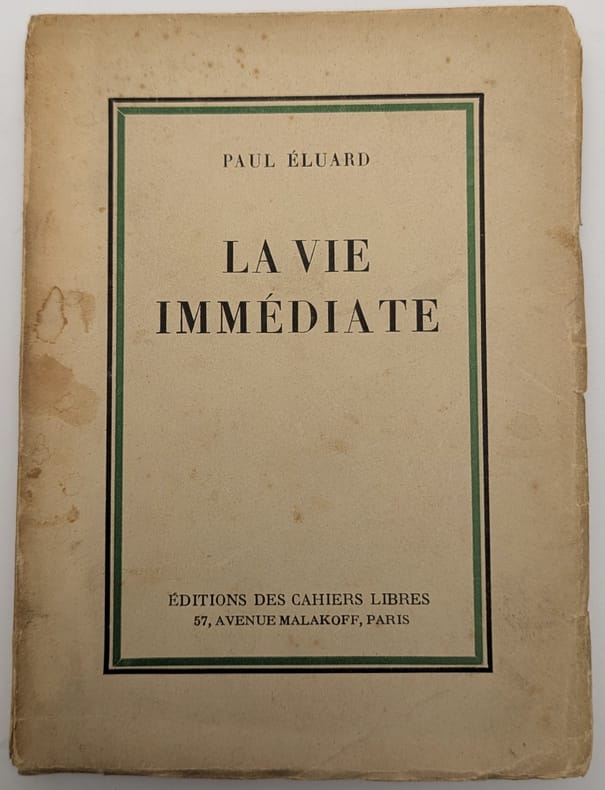 PAUL ÉLUARD
LA VIE
IMMÉDIATE
ÉDITIONS DES CAHIERS LIBRES
57, AVENUE MALAKOFF, PARIS